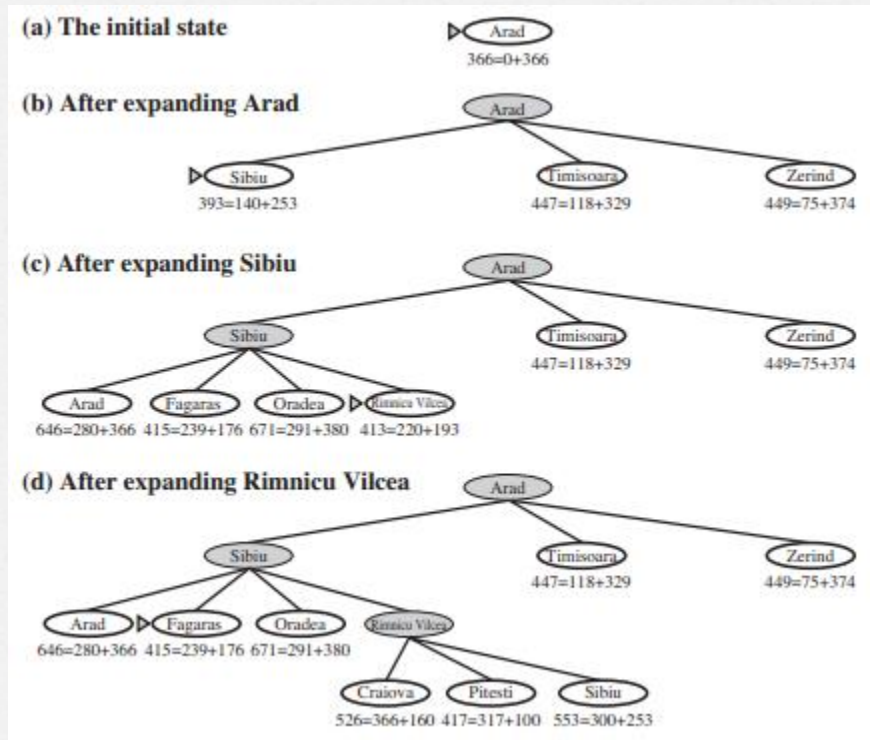 (a) The initial state
Arad
366=0+366
(b) After expanding Arad
Arad
Sibiu
Timisoara
Zerind
393=140+253
447=118+329
449=75+374
(c) After expanding Sibiu
Arad
Sibiu
Timisoara
Zerind
447=118+329
449=75+374
Arad
Fagaras
Oradea
Rimnicu Vilcea
646=280+366
415=239+176
671=291+380
413=220+193
(d) After expanding Rimnicu Vilcea
Arad
Sibiu
Timisoara
Zerind
447=118+329
449=75+374
Arad
Fagaras
Oradea
Rimnicu Vilcea
646=280+366
415=239+176
671=291+380
Craiova
Pitesti
Sibiu
526=366+160
417=317+100
553=300+253